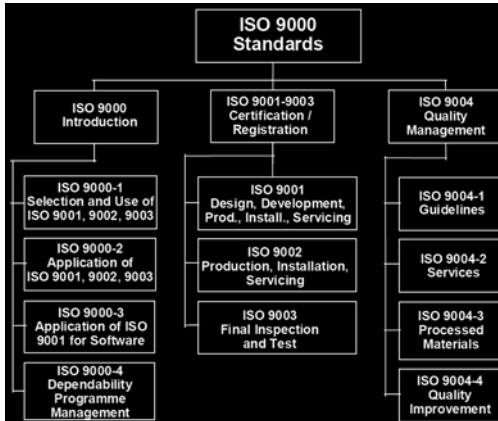 ISO 9000
Standards
ISO 9000
Introduction
ISO 9001-9003
Certification /
Registration
ISO 9004
Quality
Management
ISO 9000-1
Selection and Use of
ISO 9001, 9002, 9003
ISO 9000-2
Application of
ISO 9001, 9002, 9003
ISO 9000-3
Application of ISO
9001 for Software
ISO 9000-4
Dependability
Programme
Management
ISO 9001
Design, Development,
Prod., Install., Servicing
ISO 9002
Production, Installation,
Servicing
ISO 9003
Final Inspection
and Test
ISO 9004-1
Guidelines
ISO 9004-2
Services
ISO 9004-3
Processed
Materials
ISO 9004-4
Quality
Improvement